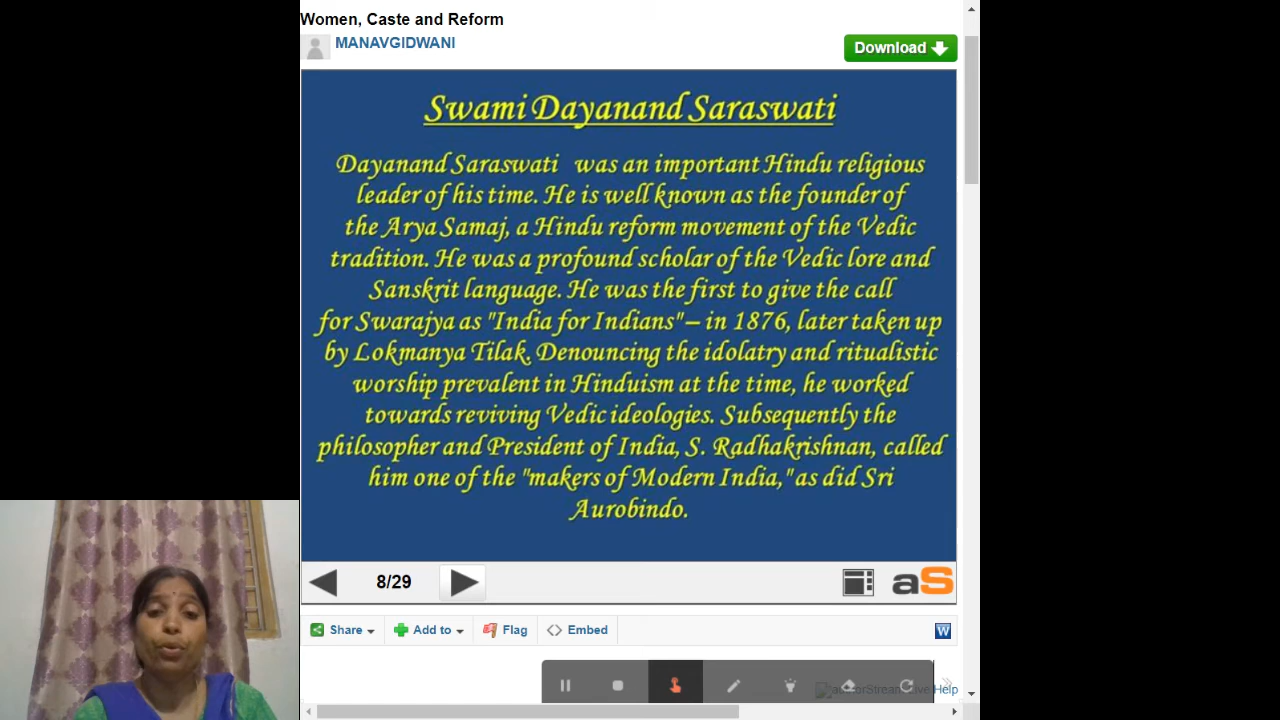 Women, Caste and Reform
MANAVGIDWANI
Download
Swami Dayanand Saraswati
Dayanand Saraswati was an important Hindu religious
leader of his time. He is well known as the founder of
the Arya Samaj, a Hindu reform movement of the Vedic
tradition. He was a profound scholar of the Vedic lore and
Sanskrit language. He was the first to give the call
for Swarajya as "India for Indians" – in 1876, later taken up
by Lokmanya Tilak. Denouncing the idolatry and ritualistic
worship prevalent in Hinduism at the time, he worked
towards reviving Vedic ideologies. Subsequently the
philosopher and President of India, S. Radhakrishnan, called
him one of the "makers of Modern India," as did Sri
Aurobindo.
8/29
aS
Share
Add to
Flag
Embed
W
Help